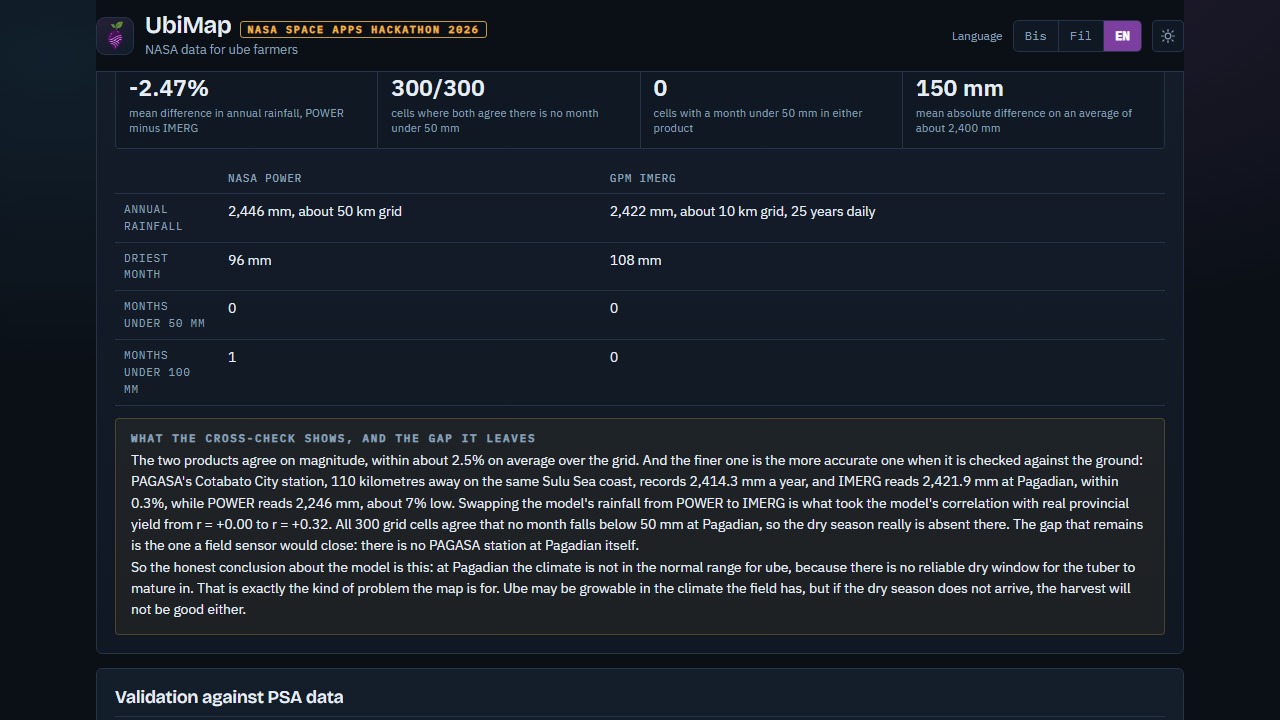 UbiMap NASA SPACE APPS HACKATHON 2026
NASA data for ube farmers
Language Bis Fil EN
-2.47% 300/300 0 150 mm
mean difference in annual rainfall, POWER minus IMERG
cells where both agree there is no month under 50 mm
cells with a month under 50 mm in either product
mean absolute difference on an average of about 2,400 mm
NASA POWER GPM IMERG
ANNUAL RAINFALL 2,446 mm, about 50 km grid 2,422 mm, about 10 km grid, 25 years daily
DRIEST MONTH 96 mm 108 mm
MONTHS UNDER 50 MM 0 0
MONTHS UNDER 100 MM 1 0
WHAT THE CROSS-CHECK SHOWS, AND THE GAP IT LEAVES
The two products agree on magnitude, within about 2.5% on average over the grid. And the finer one is the more accurate one when it is checked against the ground:
PAGASA's Cotabato City station, 110 kilometres away on the same Sulu Sea coast, records 2,414.3 mm a year, and IMERG reads 2,421.9 mm at Pagadian, within
0.3%, while POWER reads 2,246 mm, about 7% low. Swapping the model's rainfall from POWER to IMERG is what took the model's correlation with real provincial
yield from r = +0.00 to r = +0.32. All 300 grid cells agree that no month falls below 50 mm at Pagadian, so the dry season really is absent there. The gap that remains
is the one a field sensor would close: there is no PAGASA station at Pagadian itself.
So the honest conclusion about the model is this: at Pagadian the climate is not in the normal range for ube, because there is no reliable dry window for the tuber to
mature in. That is exactly the kind of problem the map is for. Ube may be growable in the climate the field has, but if the dry season does not arrive, the harvest will
not be good either.
Validation against PSA data